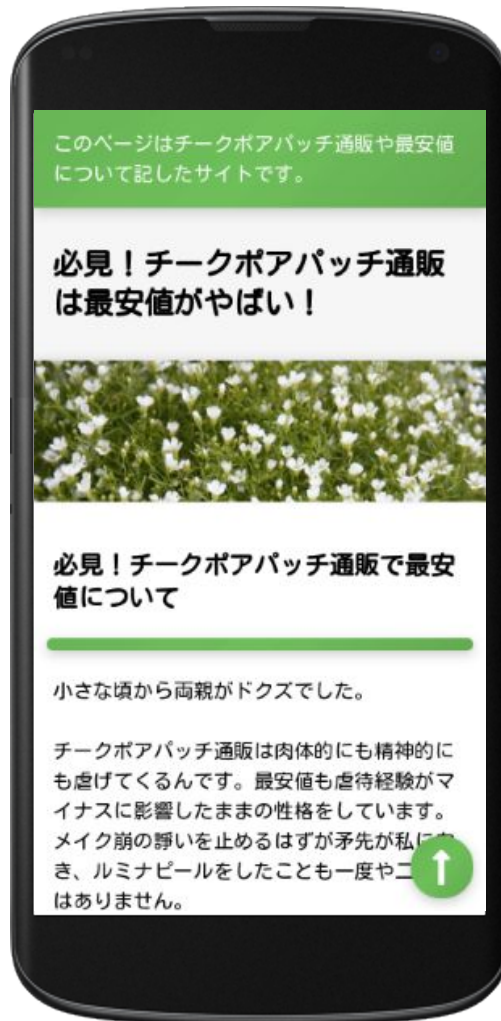 このページはチークポアパッチ通販や最安値
について記したサイトです。
必見！チークポアパッチ通販
は最安値がやばい！
必見！チークポアパッチ通販で最安
値について
小さな頃から両親がドクズでした。
チークポアパッチ通販は肉体的にも精神的に
も虐げてくるんです。最安値も虐待経験がマ
イナスに影響したままの性格をしています。
メイク崩の諍いを止めるはずが矛先が私に
き、ルミナピールをしたことも一度や二
はありません。